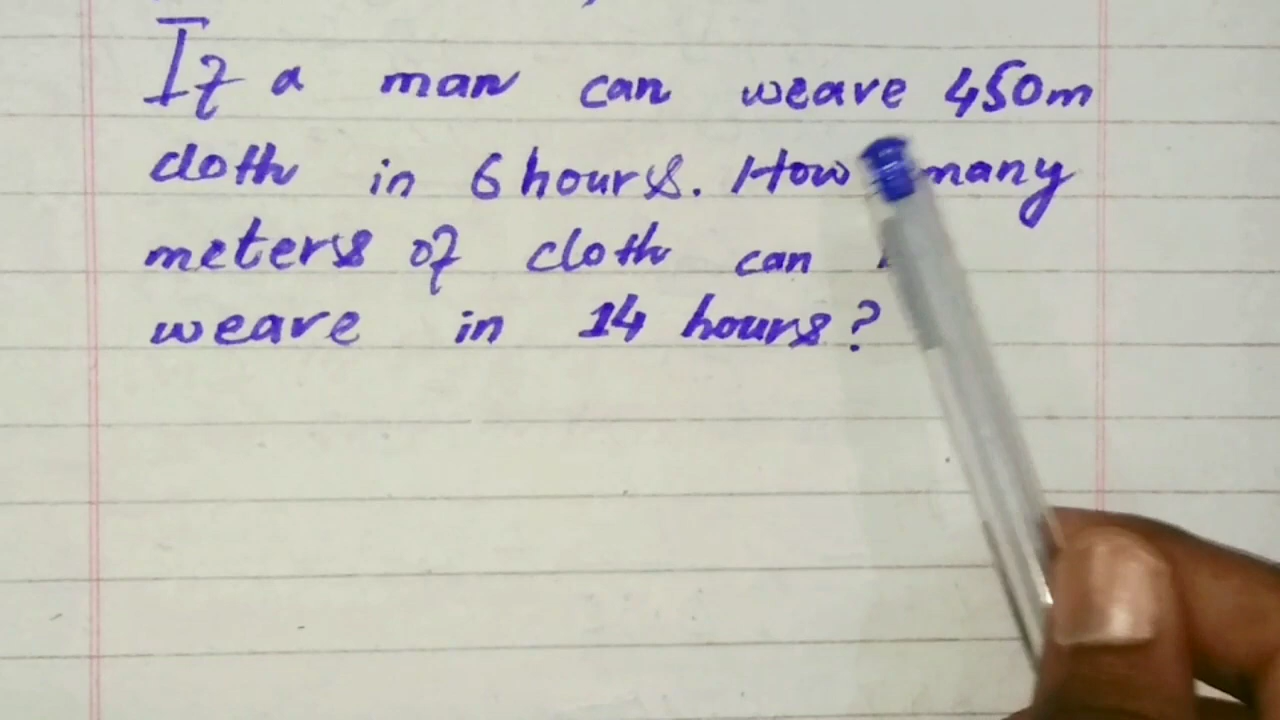 If a man can weave 450m
cloth in 6 hours. How many
meters of cloth can
weave in 14 hours?